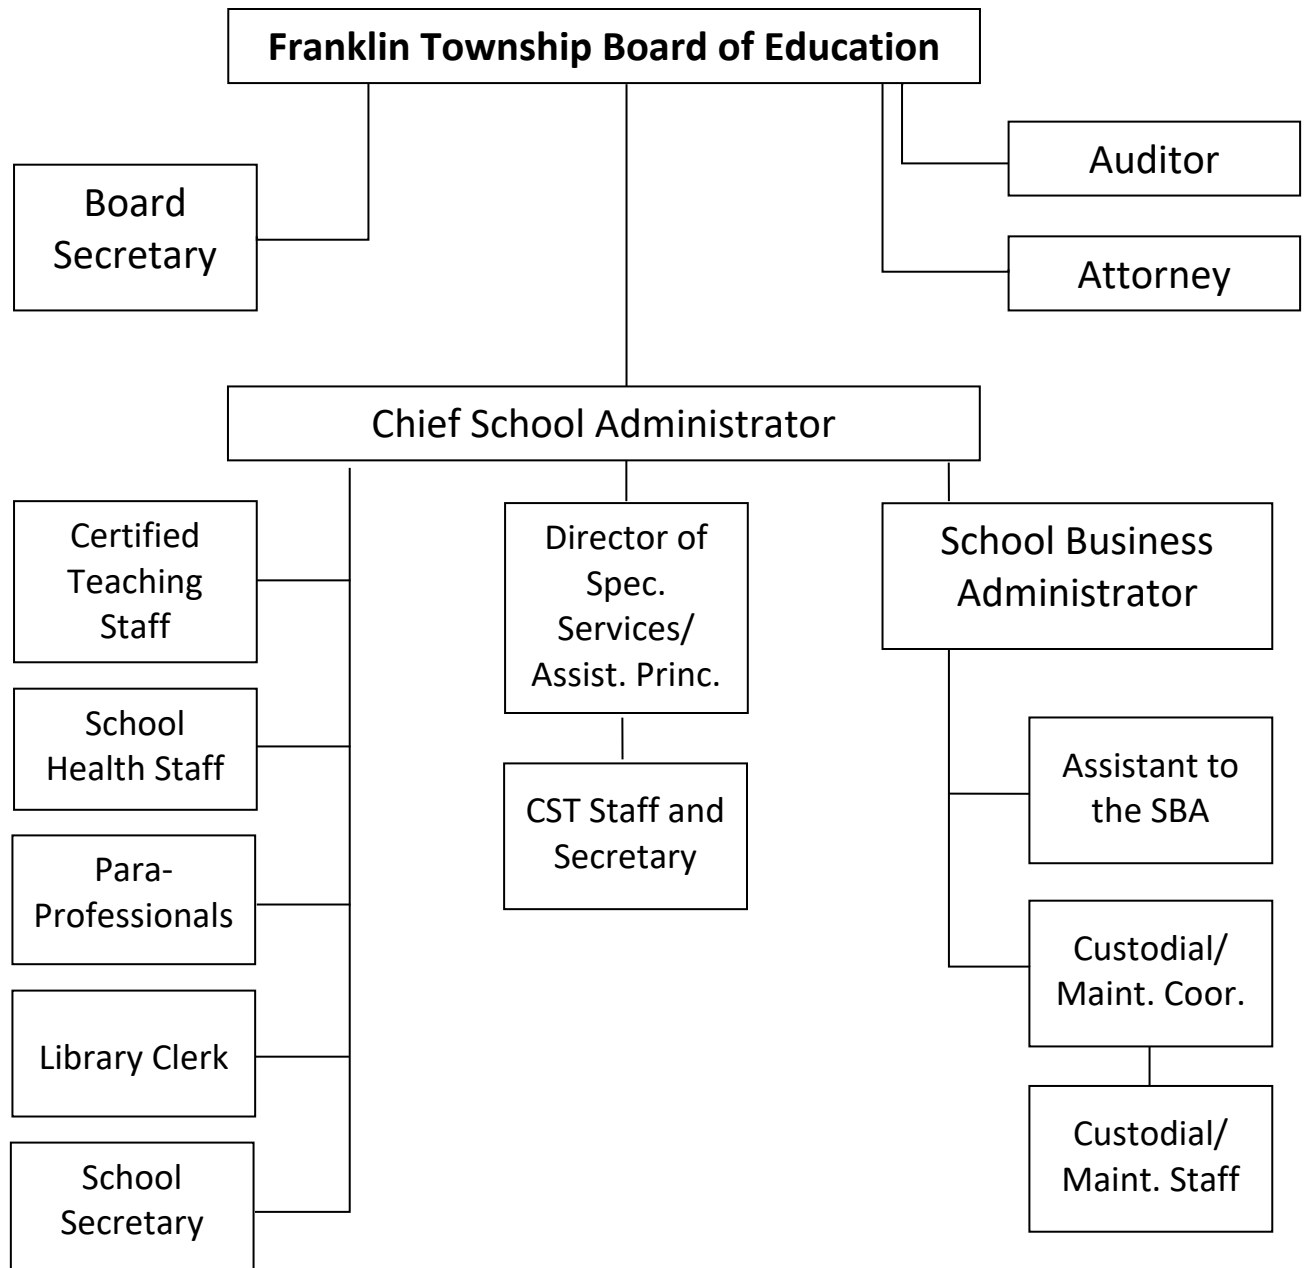 Franklin Township Board of Education
Auditor
Board
Secretary
Attorney
Chief School Administrator
Certified
Teaching
Staff
School
Health Staff
Para-
Professionals
Library Clerk
School
Secretary
Director of
Spec.
Services/
Assist. Princ.
CST Staff and
Secretary
School Business
Administrator
Assistant to
the SBA
Custodial/
Maint. Coor.
Custodial/
Maint. Staff